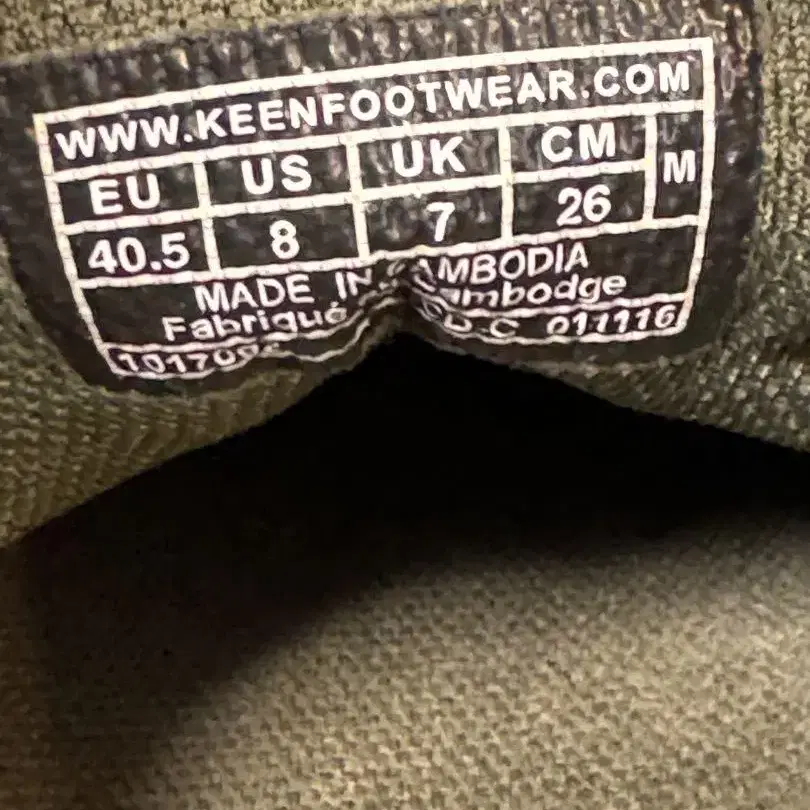 WWW.KEENFOOTWEAR.COM
EU US UK CM M
40.5 8 7 26
MADE IN CAMBODIA
Fabriqué Cambodge
011116